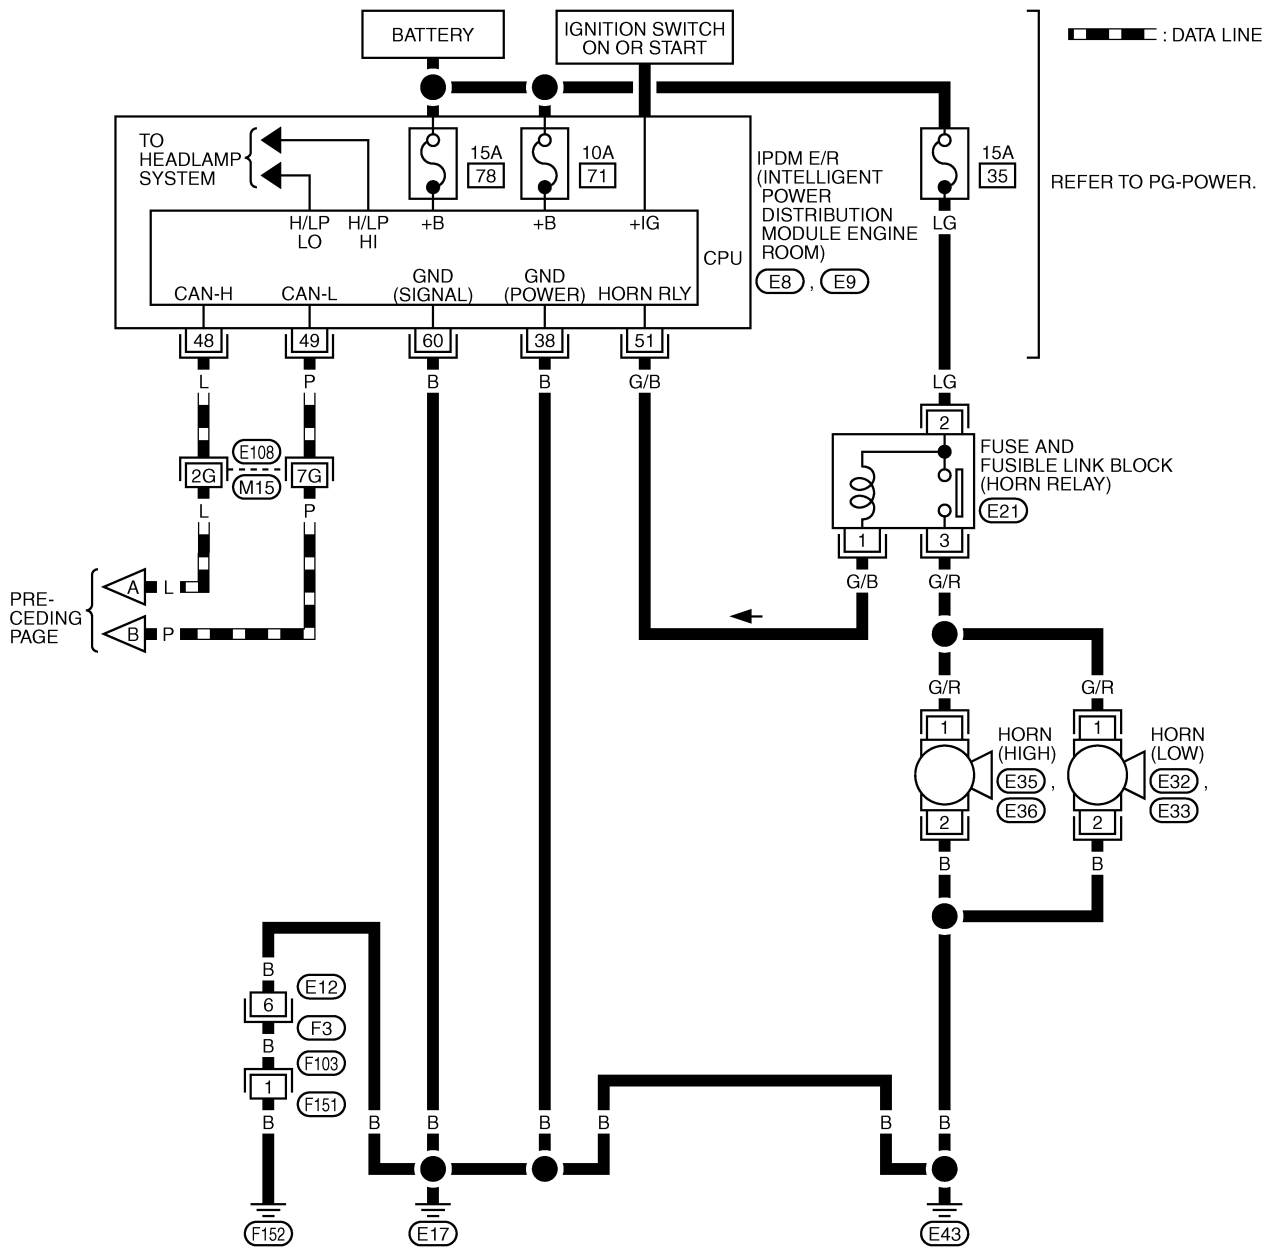 BATTERY
IGNITION SWITCH
ON OR START
: DATA LINE
TO
HEADLAMP
SYSTEM
15A
78
10A
71
IPDM E/R
(INTELLIGENT
POWER
DISTRIBUTION
MODULE ENGINE
ROOM)
E8 , E9
15A
35
REFER TO PG-POWER.
H/LP
LO
H/LP
HI
+B
+B
+IG
LG
CPU
CAN-H
CAN-L
GND
(SIGNAL)
GND
(POWER)
HORN RLY
48
49
60
38
51
L
P
B
B
G/B
LG
2
FUSE AND
FUSIBLE LINK BLOCK
(HORN RELAY)
E21
E108
2G
7G
M15
L
P
1
3
G/B
G/R
PRE-
CEDING
PAGE
A
L
B
P
G/R
G/R
1
1
HORN
(HIGH)
E35 ,
E36
HORN
(LOW)
E32 ,
E33
2
2
B
B
B
E12
6
F3
B
F103
1
F151
B
B
B
B
B
B
B
F152
E17
E43